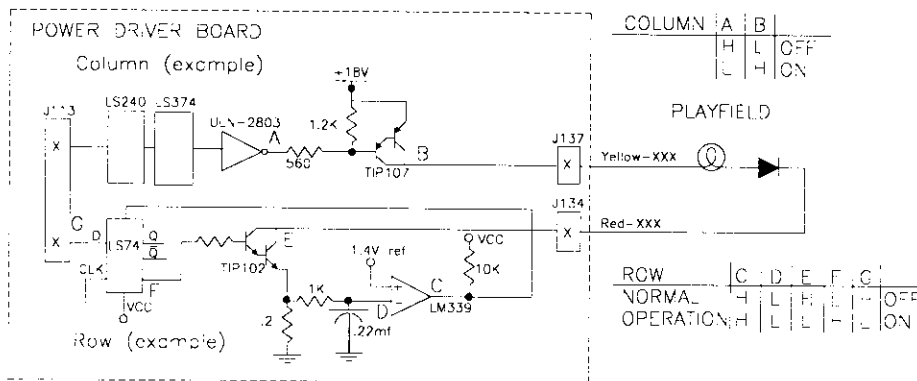 POWER DRIVER BOARD
Column (example)
J113
LS240
LS374
ULN-2803
A
560
+18V
1.2K
TIP107
B
J137
Yellow-XXX
PLAYFIELD
COLUMN A B
H L OFF
L H ON
X
X
G
D
LS74
Q
Q
CLK
VCC
F
TIP102
E
J134
X
X
Red-XXX
1.4V ref
VCC
10K
1K
+
-
C
D
LM339
.2
.22mf
Row (example)
ROW C D E F G
NORMAL H L H L H OFF
OPERATION H L L H L ON